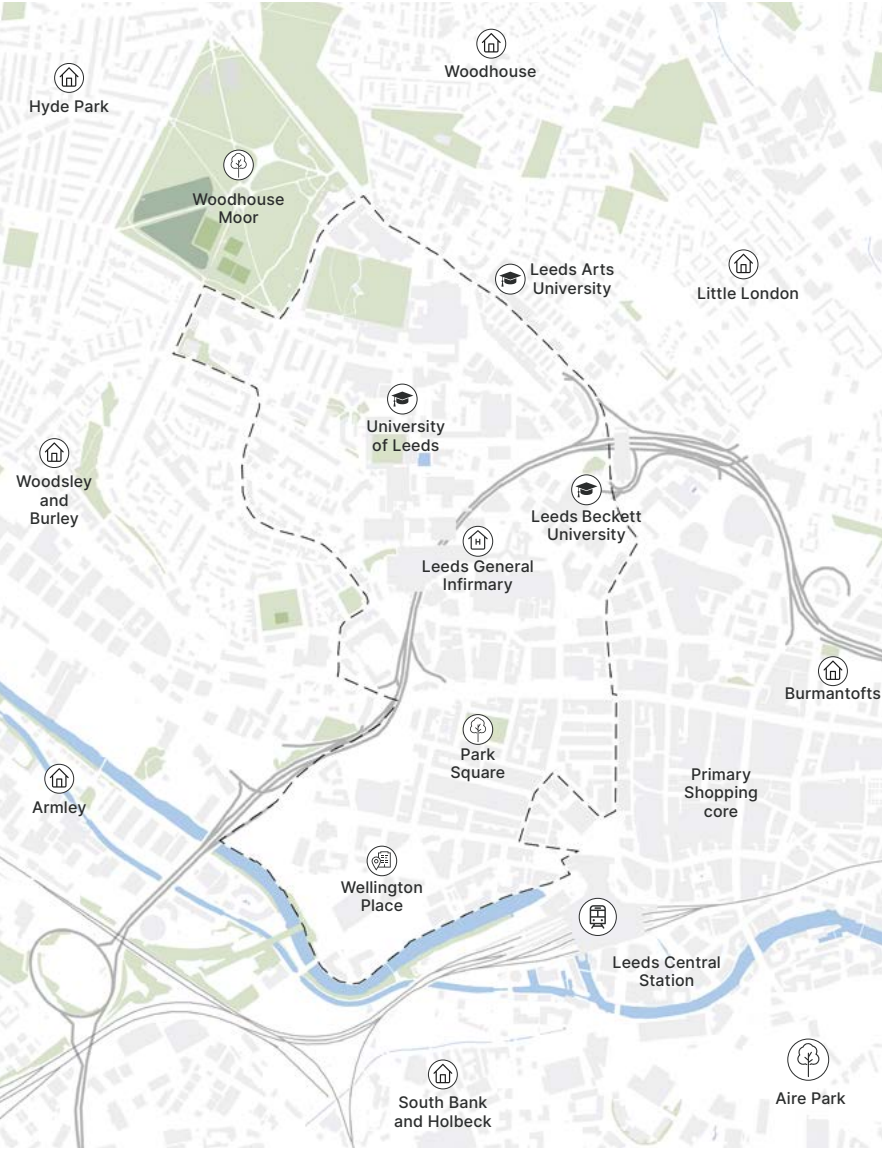 Woodhouse
Hyde Park
Woodhouse
Moor
Leeds Arts
University
Little London
University
of Leeds
Woodsley
and
Burley
Leeds Beckett
University
H
Leeds General
Infirmary
Burmantofts
Park
Square
Primary
Shopping
core
Armley
Wellington
Place
Leeds Central
Station
South Bank
and Holbeck
Aire Park